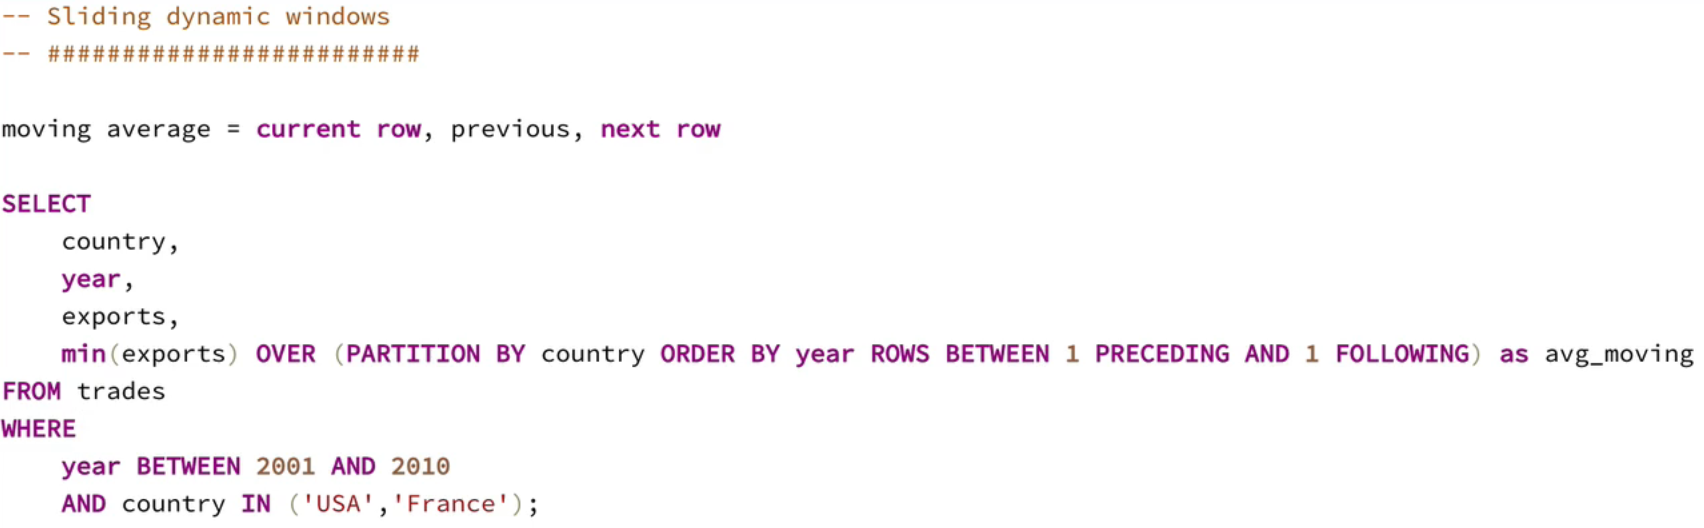 -- Sliding dynamic windows
-- #########################
moving average = current row, previous, next row
SELECT
country,
year,
exports,
min(exports) OVER (PARTITION BY country ORDER BY year ROWS BETWEEN 1 PRECEDING AND 1 FOLLOWING) as avg_moving
FROM trades
WHERE
year BETWEEN 2001 AND 2010
AND country IN ('USA','France');